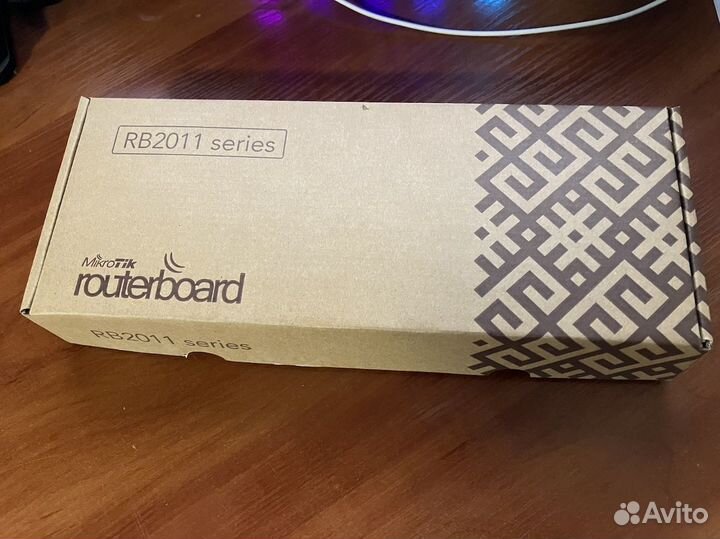 RB2011 series
MikroTik
routerboard
RB2011 series
Avito